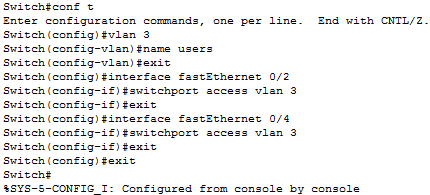 Switch#conf t
Enter configuration commands, one per line.  End with CNTL/Z.
Switch(config)#vlan 3
Switch(config-vlan)#name users
Switch(config-vlan)#exit
Switch(config)#interface fastEthernet 0/2
Switch(config-if)#switchport access vlan 3
Switch(config-if)#exit
Switch(config)#interface fastEthernet 0/4
Switch(config-if)#switchport access vlan 3
Switch(config-if)#exit
Switch(config)#exit
Switch#
%SYS-5-CONFIG_I: Configured from console by console